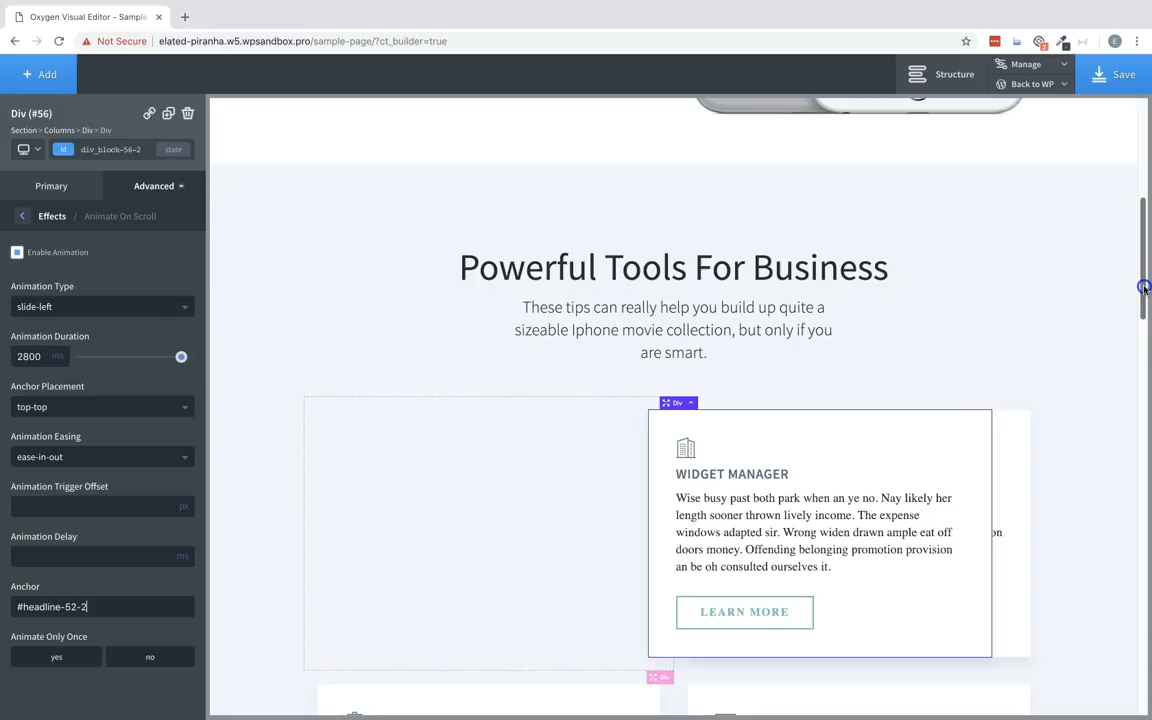 Oxygen Visual Editor - Sample
Not Secure
elated-piranha.w5.wpsandbox.pro/sample-page/?ct_builder=true
E
2
+ Add
Structure
Manage
Back to WP
Save
Div (#56)
Section > Columns > Div > Div
id
div_block-56-2
state
Primary
Advanced
Effects / Animate On Scroll
Enable Animation
Animation Type
slide-left
Animation Duration
2800 ms
Anchor Placement
top-top
Animation Easing
ease-in-out
Animation Trigger Offset
px
Animation Delay
ms
Anchor
#headline-52-2
Animate Only Once
yes
no
Powerful Tools For Business
These tips can really help you build up quite a
sizeable Iphone movie collection, but only if you
are smart.
Div
WIDGET MANAGER
Wise busy past both park when an ye no. Nay likely her
length sooner thrown lively income. The expense
windows adapted sir. Wrong widen drawn ample eat off
on
doors money. Offending belonging promotion provision
an be oh consulted ourselves it.
LEARN MORE
Div